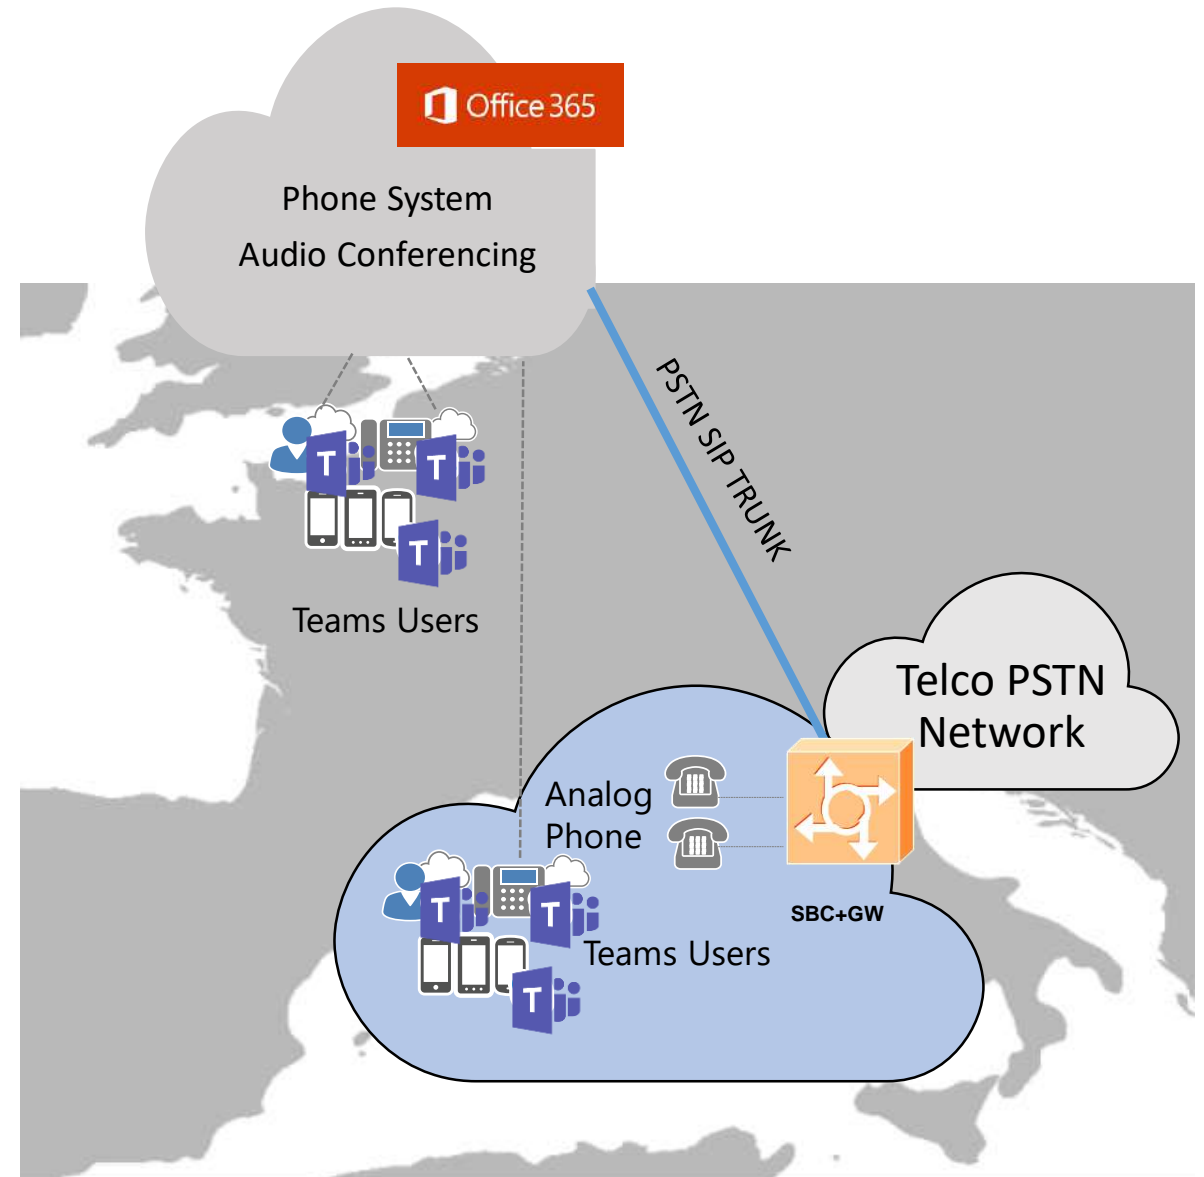 Office 365
Phone System
Audio Conferencing
PSTN SIP TRUNK
T
T
T
Teams Users
Telco PSTN
Network
Analog
Phone
SBC+GW
T
T
Teams Users
T